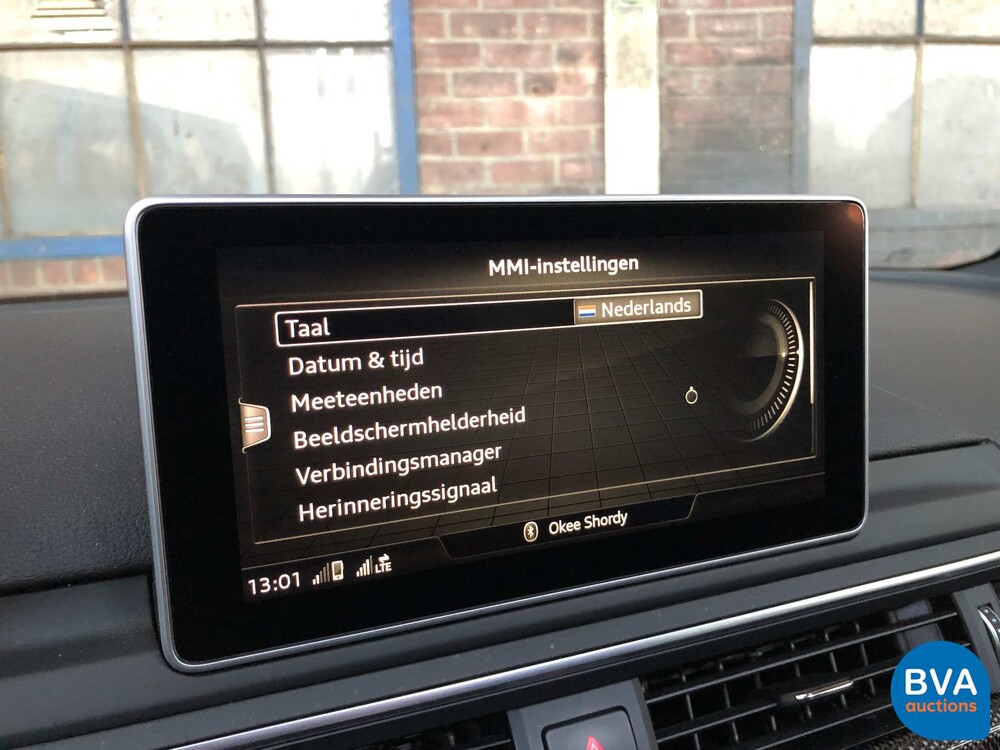 MMI-instellingen
Taal Nederlands
Datum & tijd
Meeteenheden
Beeldschermhelderheid
Verbindingsmanager
Herinneringssignaal
Okee Shordy
13:01 LTE
BVA
auctions